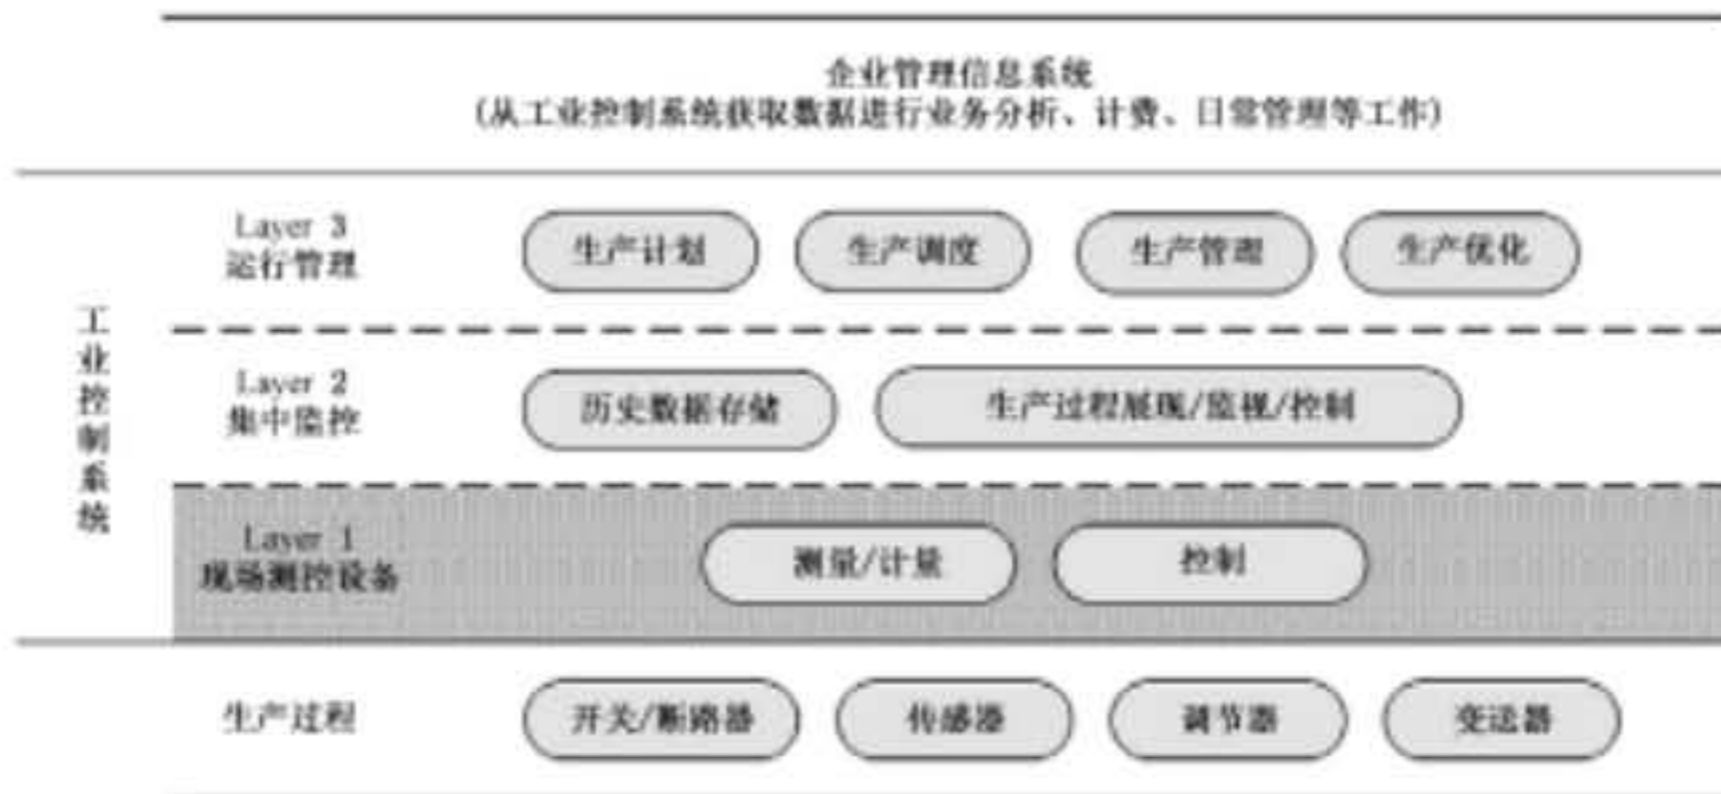 企业管理信息系统
(从工业控制系统获取数据进行业务分析、计费、日常管理等工作)
工业控制系统
Layer 3
运行管理
生产计划 生产调度 生产管理 生产优化
Layer 2
集中监控
历史数据存储 生产过程展现/监视/控制
Layer 1
现场测控设备
测量/计量 控制
生产过程 开关/断路器 传感器 调节器 变送器